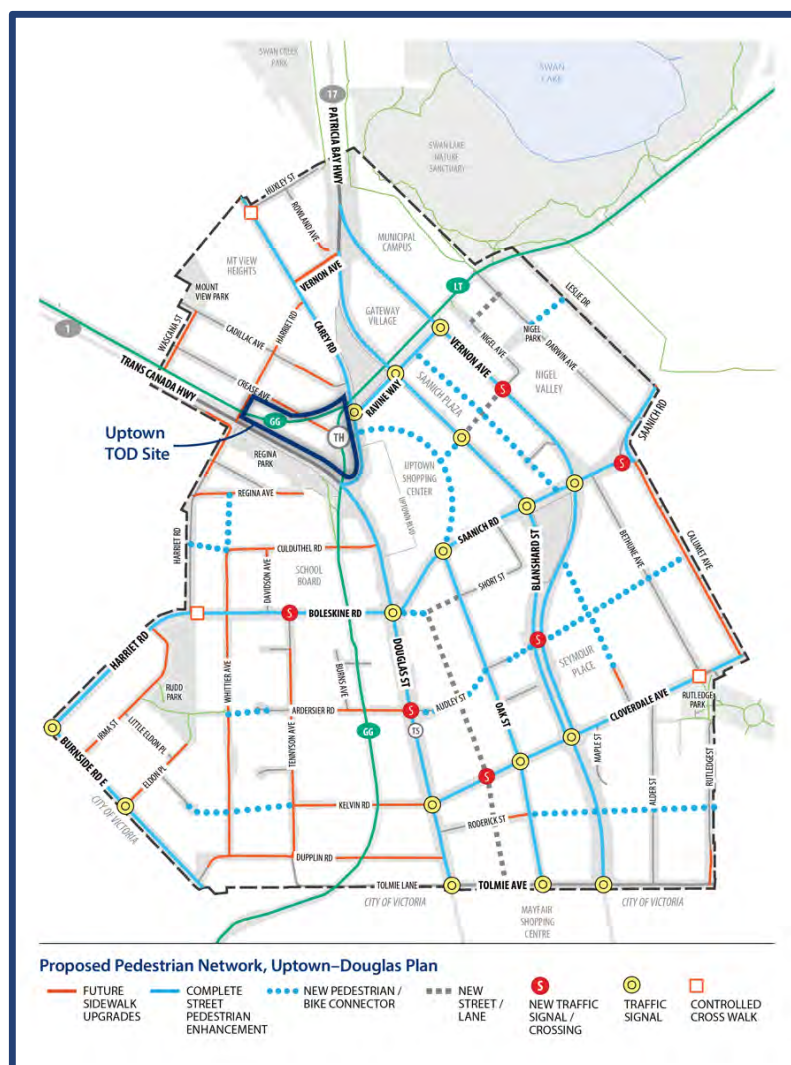 SWAN CREEK
PARK
SWAN
LAKE
17
PATRICIA BAY HWY
SWAN LAKE
NATURE
SANCTUARY
HUXLEY ST
ROWLAND AVE
MUNICIPAL
CAMPUS
MT VIEW
HEIGHTS
VERNON AVE
LT
LESLIE DR
MOUNT
VIEW PARK
GATEWAY
VILLAGE
NIGEL AVE
NIGEL
PARK
1
WASCANA ST
CADILLAC AVE
HARRIET RD
CAREY RD
VERNON AVE
DARWIN AVE
TRANS CANADA HWY
CREASE AVE
RAVINE WAY
SAANICH PLAZA
S
NIGEL
VALLEY
SAANICH RD
GG
TH
Uptown
TOD Site
REGINA
PARK
UPTOWN
SHOPPING
CENTER
UPTOWN BLVD
S
REGINA AVE
SAANICH RD
BLANSHARD ST
BETHUNE AVE
CALUMET AVE
HARRIET RD
CULDUTHEL RD
SCHOOL
BOARD
DAVIDSON AVE
SHORT ST
S
BOLESKINE RD
HARRIET RD
DOUGLAS ST
S
SEYMOUR
PLACE
WHITTIER AVE
BURNS AVE
RUDD
PARK
OAK ST
CLOVERDALE AVE
RUTLEDGE
PARK
IRMA ST
LITTLE ELDON PL
ARDERSIER RD
S
AUDLEY ST
TENNYSON AVE
GG
TS
MAPLE ST
BURNSIDE RD E
ELDON PL
S
ALDER ST
RUTLEDGE ST
CITY OF VICTORIA
KELVIN RD
RODERICK ST
DUPPLIN RD
TOLMIE LANE
TOLMIE AVE
CITY OF VICTORIA
MAYFAIR
SHOPPING
CENTRE
CITY OF VICTORIA
Proposed Pedestrian Network, Uptown–Douglas Plan
FUTURE
SIDEWALK
UPGRADES
COMPLETE
STREET
PEDESTRIAN
ENHANCEMENT
NEW PEDESTRIAN /
BIKE CONNECTOR
NEW
STREET /
LANE
S
NEW TRAFFIC
SIGNAL /
CROSSING
TRAFFIC
SIGNAL
CONTROLLED
CROSS WALK